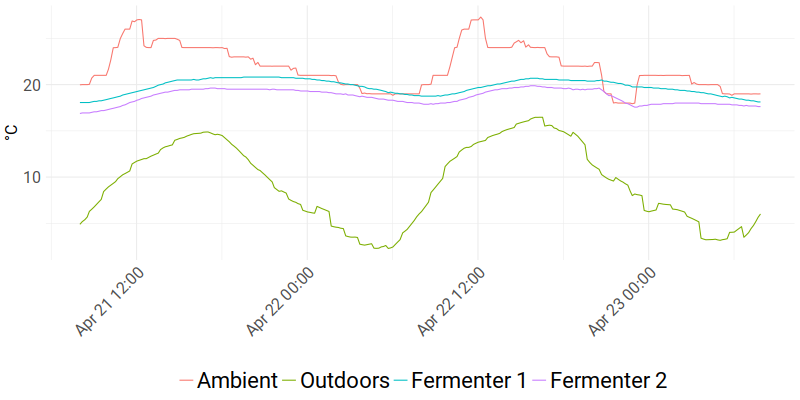 °C
20
10
Apr 21 12:00
Apr 22 00:00
Apr 22 12:00
Apr 23 00:00
Ambient Outdoors Fermenter 1 Fermenter 2